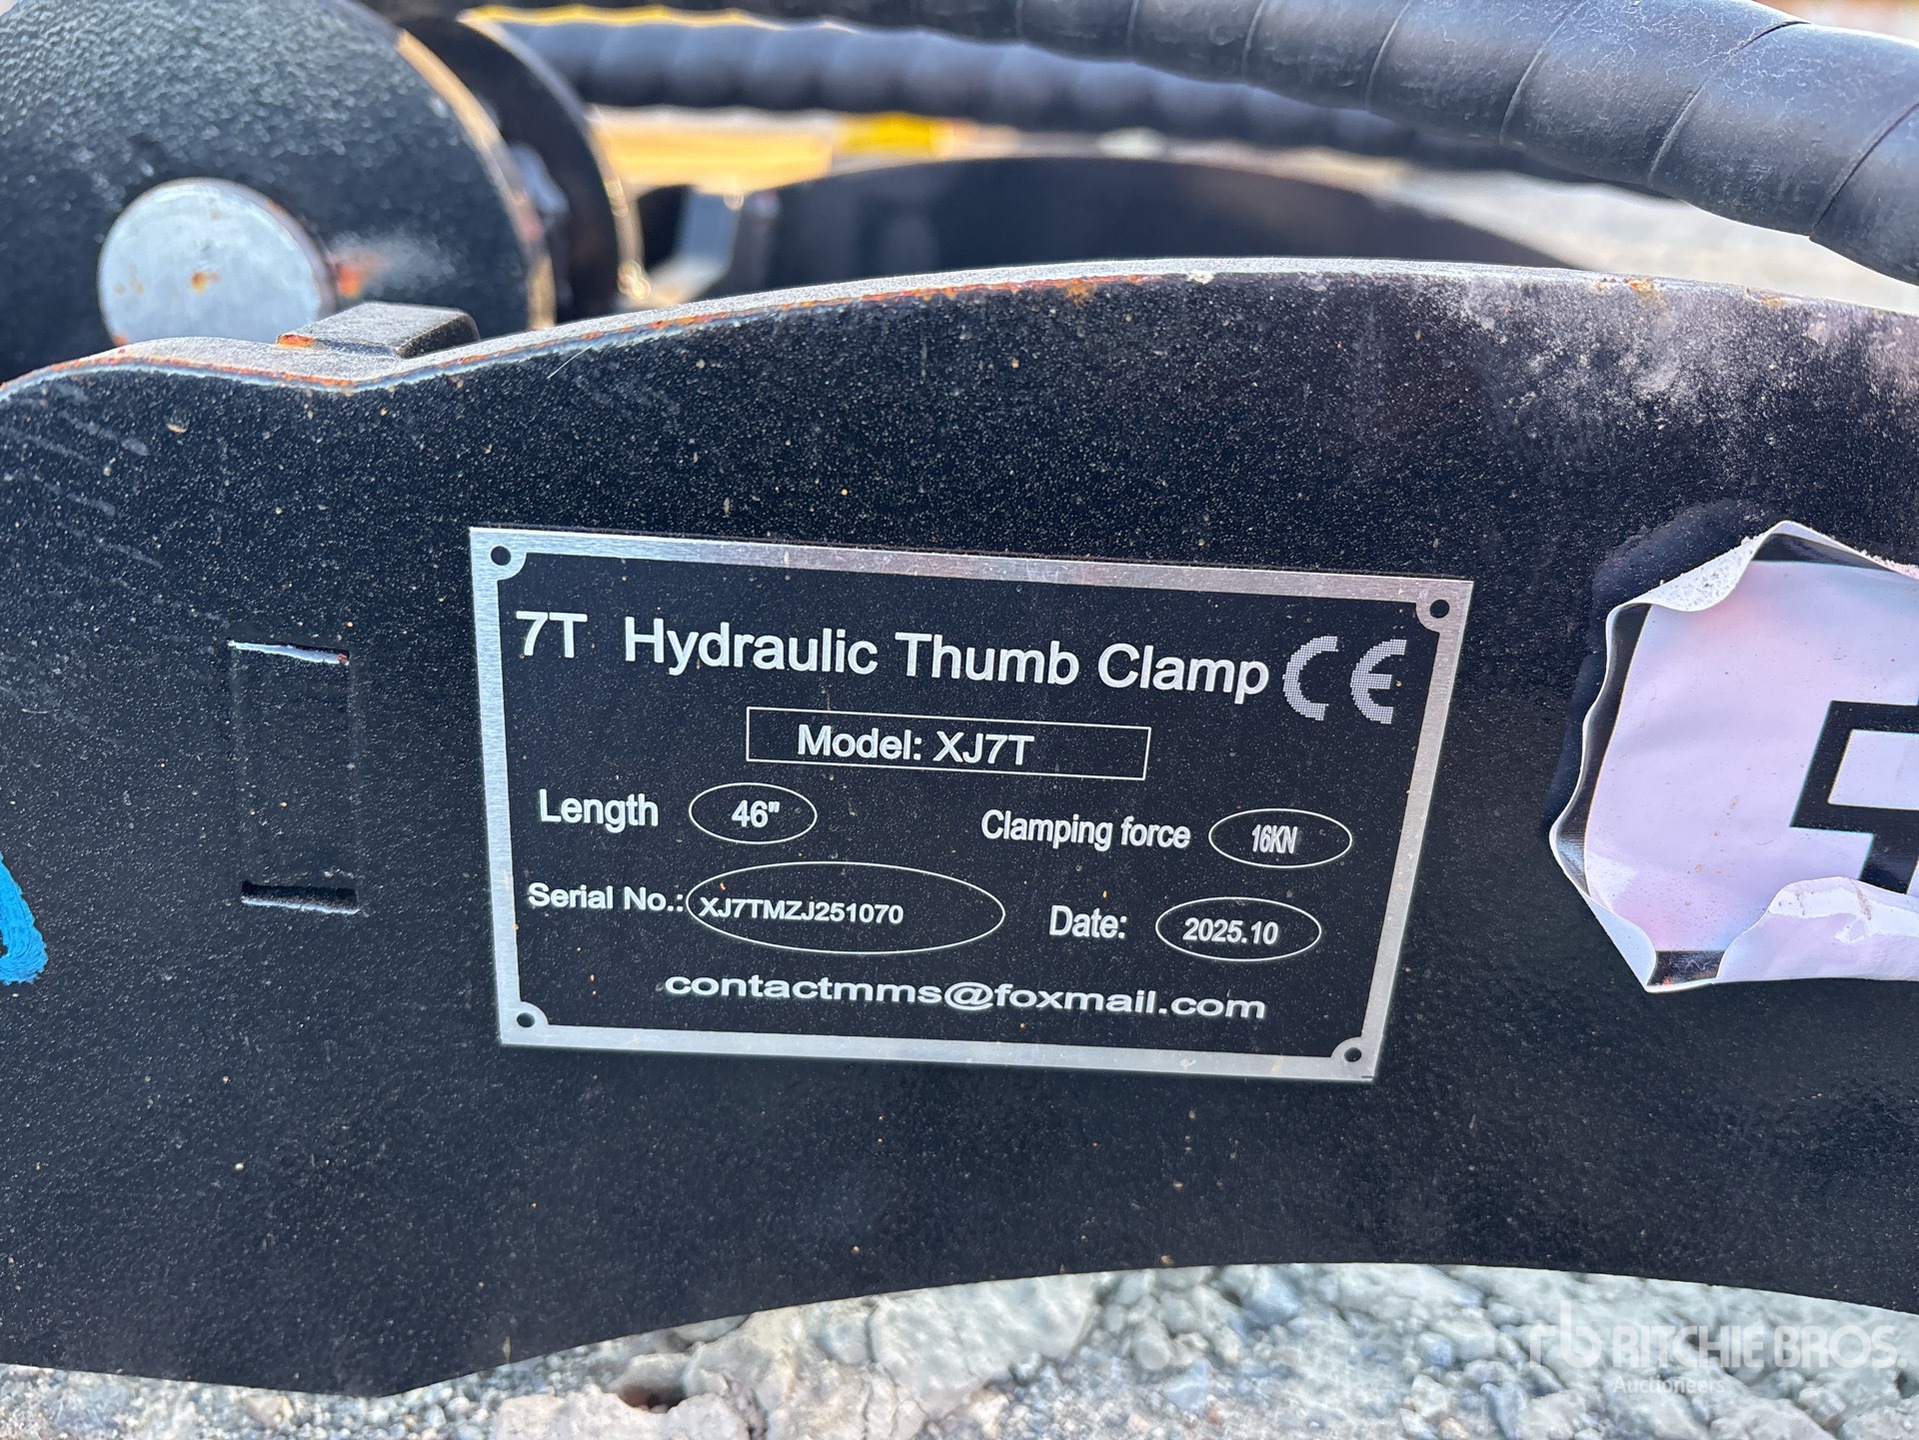 7T Hydraulic Thumb Clamp CE
Model: XJ7T
Length 46" Clamping force 16KN
Serial No.: XJ7TMZJ251070 Date: 2025.10
contactmms@foxmail.com
rb RITCHIE BROS.
Auctioneers